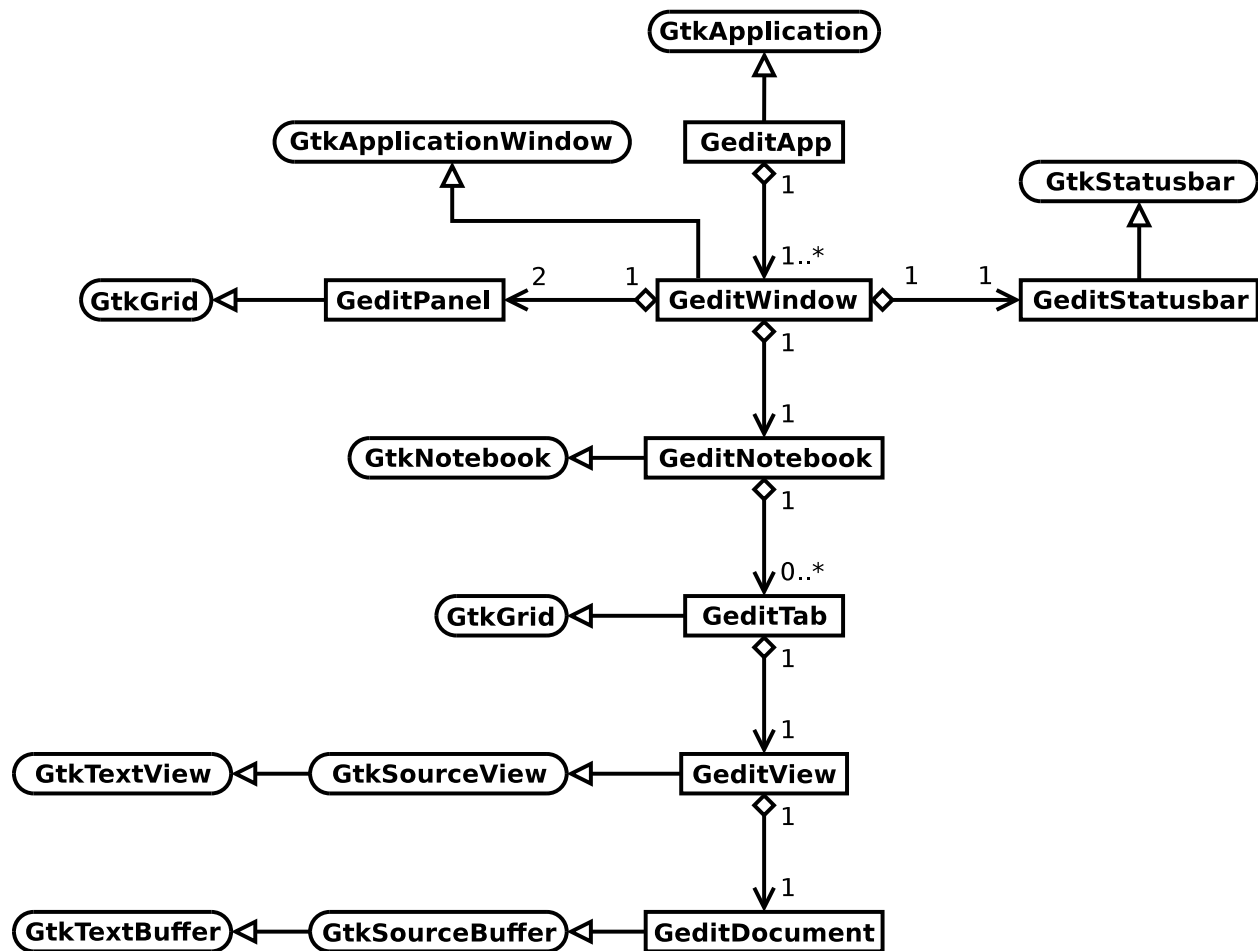 GtkApplication
GtkApplicationWindow
GeditApp
1
GtkStatusbar
1..*
2
1
1
1
GtkGrid
GeditPanel
GeditWindow
GeditStatusbar
1
1
GtkNotebook
GeditNotebook
1
0..*
GtkGrid
GeditTab
1
1
GtkTextView
GtkSourceView
GeditView
1
1
GtkTextBuffer
GtkSourceBuffer
GeditDocument